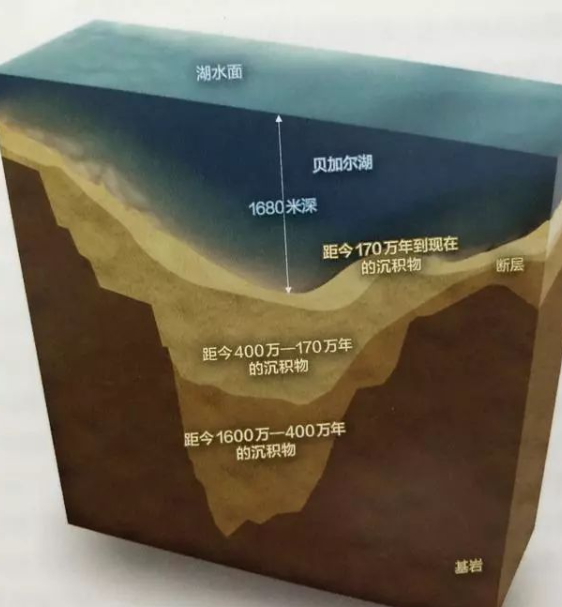 湖水面
贝加尔湖
1680米深
距今170万年到现在
的沉积物
断层
距今400万—170万年
的沉积物
距今1600万—400万年
的沉积物
基岩